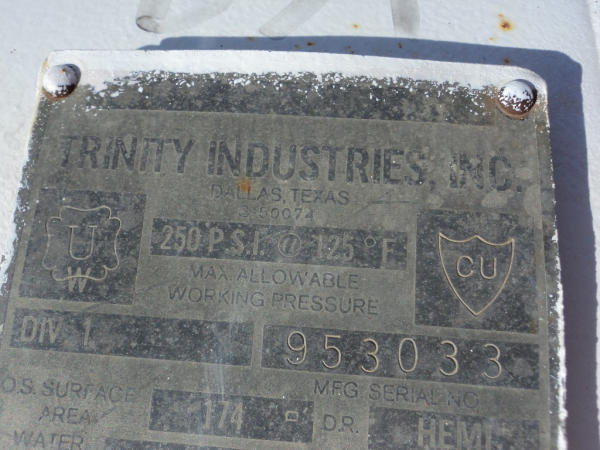 TRINITY INDUSTRIES, INC.
DALLAS, TEXAS
250 P.S.I. @ 125 °F
U
W
CU
MAX. ALLOWABLE
WORKING PRESSURE
DIV. 1
953033
MFG. SERIAL NO.
O.S. SURFACE
AREA
174 -
D.R.
HEMI.
WATER